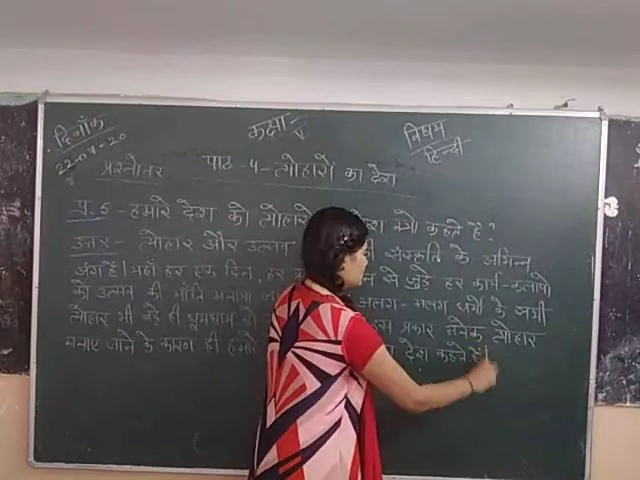 दिनाँक
22-07-20
कक्षा - V
विषय
हिन्दी
प्रश्नोत्तर
पाठ - 4 - त्योहारों का देश
प्र. 5 - हमारे देश को त्योहारों देश क्यों कहते हैं?
उत्तर - त्योहार और उत्सव संस्कृति के अभिन्न
अंग हैं। यहाँ हर एक दिन, हर से जुड़े हर कार्य-कलापो
को उत्सव की भाँति मनाया अलग-अलग धर्मों के सभी
त्योहार भी बड़े ही धूमधाम से प्रकार अनेक त्योहार
मनाए जाने के कारण ही हमारे देश कहते हैं।